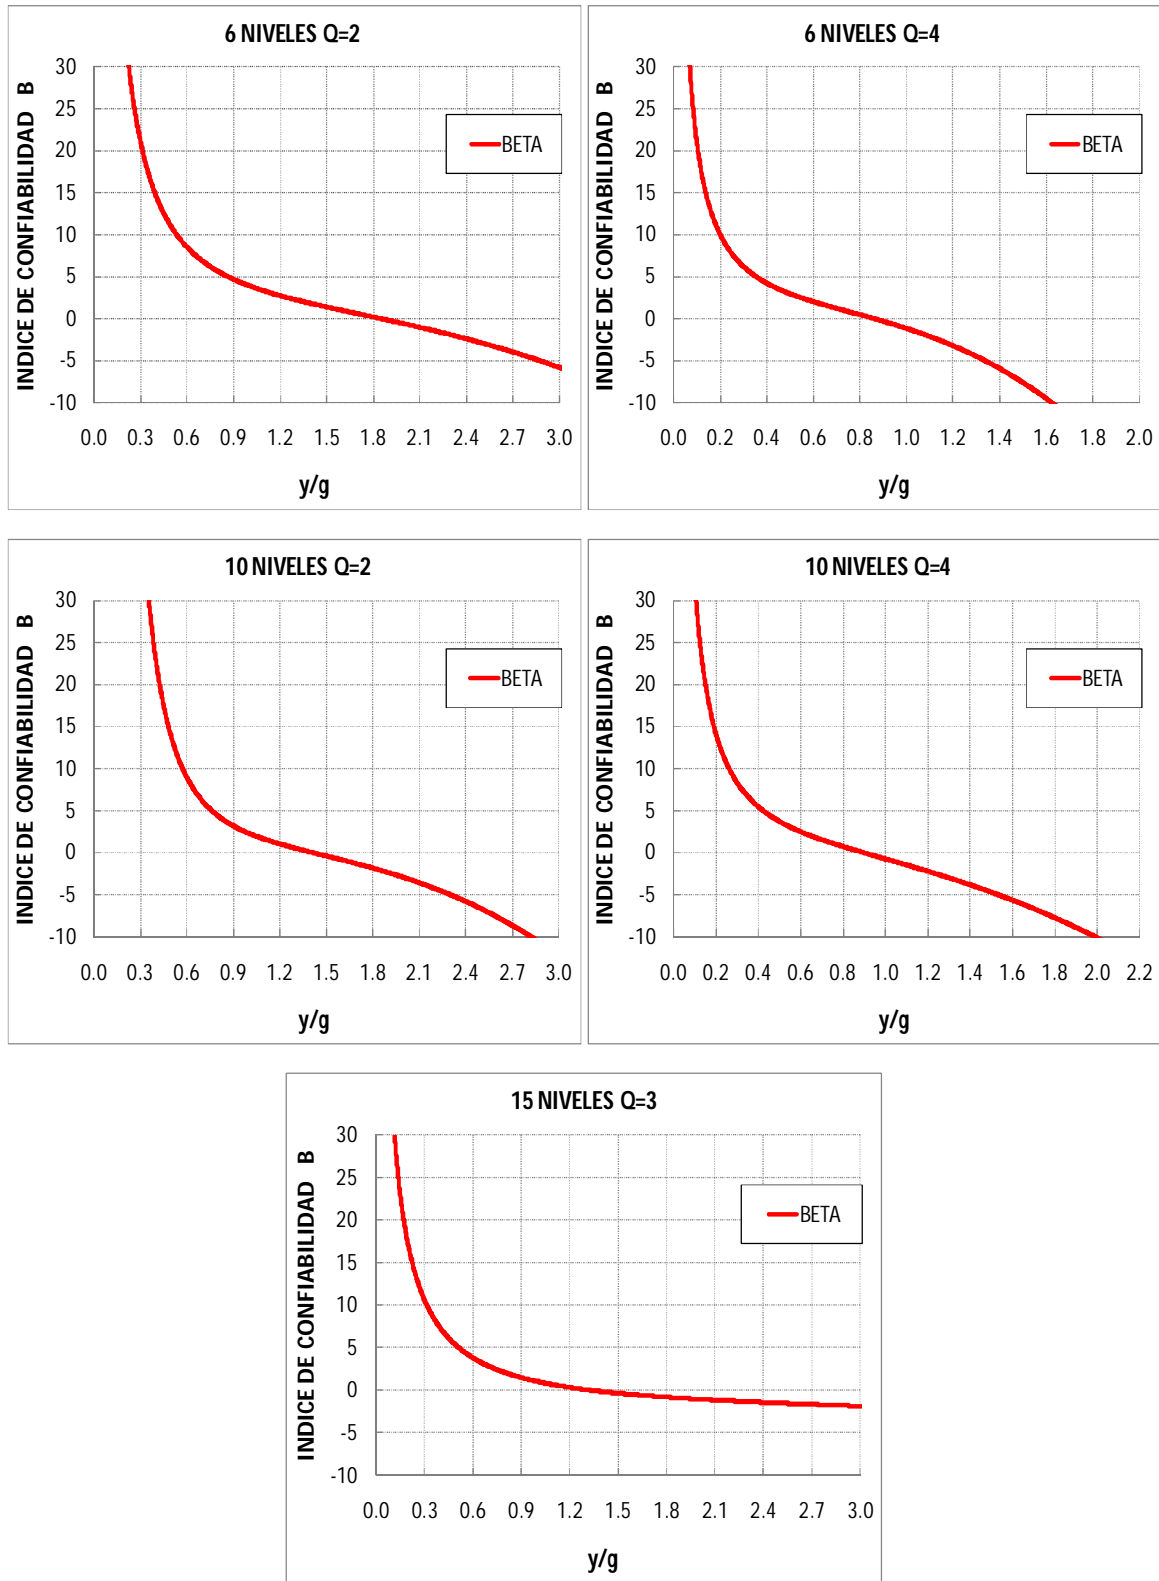 6 NIVELES Q=2
INDICE DE CONFIABILIDAD B
30
25
20
15
10
5
0
-5
-10
BETA
0.0 0.3 0.6 0.9 1.2 1.5 1.8 2.1 2.4 2.7 3.0
y/g
6 NIVELES Q=4
INDICE DE CONFIABILIDAD B
30
25
20
15
10
5
0
-5
-10
BETA
0.0 0.2 0.4 0.6 0.8 1.0 1.2 1.4 1.6 1.8 2.0
y/g
10 NIVELES Q=2
INDICE DE CONFIABILIDAD B
30
25
20
15
10
5
0
-5
-10
BETA
0.0 0.3 0.6 0.9 1.2 1.5 1.8 2.1 2.4 2.7 3.0
y/g
10 NIVELES Q=4
INDICE DE CONFIABILIDAD B
30
25
20
15
10
5
0
-5
-10
BETA
0.0 0.2 0.4 0.6 0.8 1.0 1.2 1.4 1.6 1.8 2.0 2.2
y/g
15 NIVELES Q=3
INDICE DE CONFIABILIDAD B
30
25
20
15
10
5
0
-5
-10
BETA
0.0 0.3 0.6 0.9 1.2 1.5 1.8 2.1 2.4 2.7 3.0
y/g